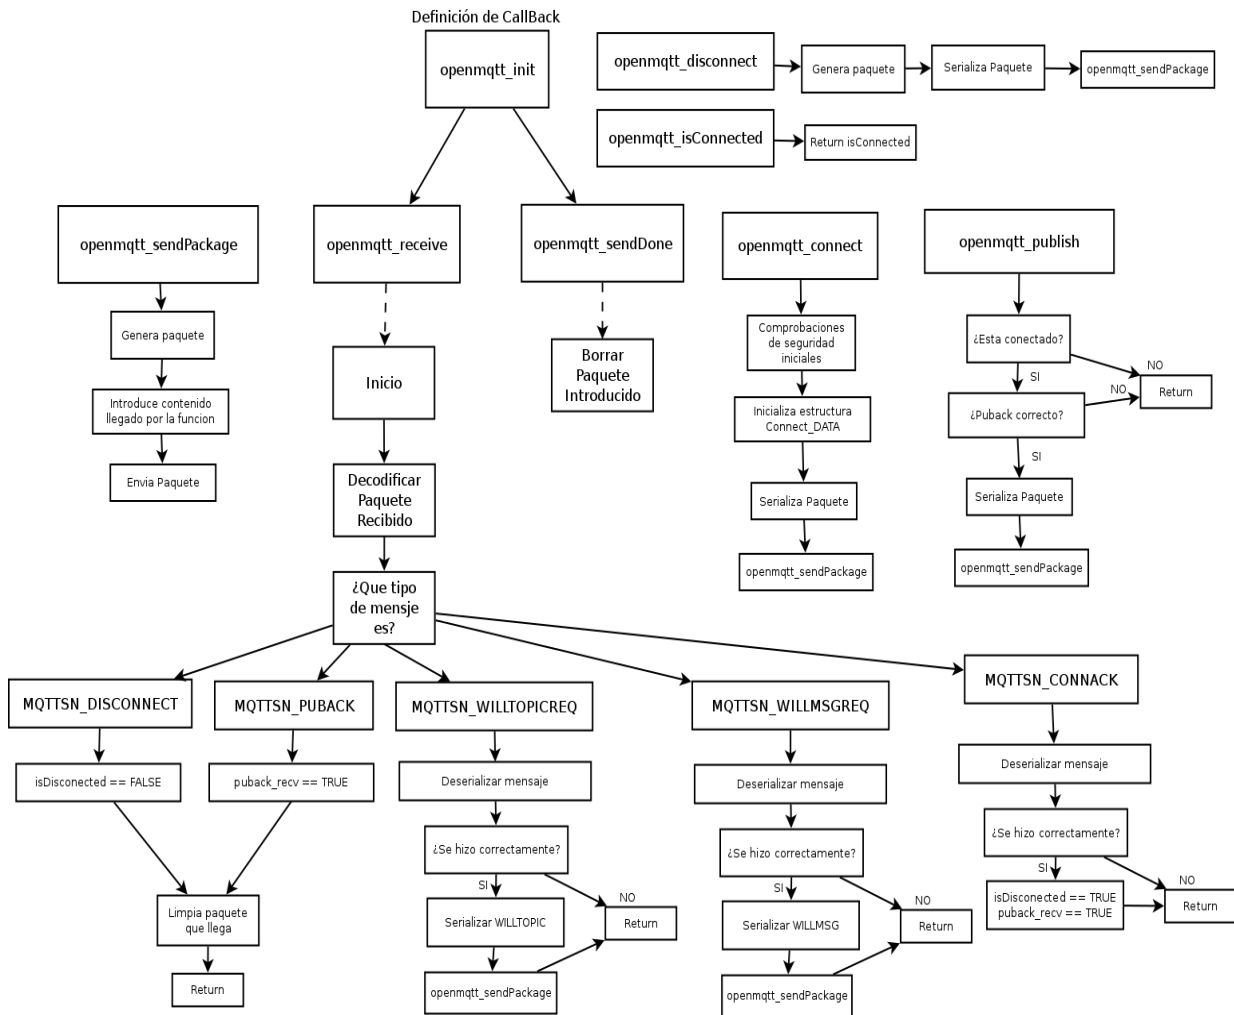 Definición de CallBack
openmqtt_init
openmqtt_disconnect
Genera paquete
Serializa Paquete
openmqtt_sendPackage
openmqtt_isConnected
Return isConnected
openmqtt_sendPackage
openmqtt_receive
openmqtt_sendDone
openmqtt_connect
openmqtt_publish
Genera paquete
Introduce contenido
llegado por la funcion
Envia Paquete
Inicio
Decodificar
Paquete
Recibido
¿Que tipo
de mensje
es?
Borrar
Paquete
Introducido
Comprobaciones
de seguridad
iniciales
Inicializa estructura
Connect_DATA
Serializa Paquete
openmqtt_sendPackage
¿Esta conectado?
NO
SI
NO
Return
¿Puback correcto?
SI
Serializa Paquete
openmqtt_sendPackage
MQTTSN_DISCONNECT
isDisconected == FALSE
MQTTSN_PUBACK
puback_recv == TRUE
Limpia paquete
que llega
Return
MQTTSN_WILLTOPICREQ
Deserializar mensaje
¿Se hizo correctamente?
SI
NO
Serializar WILLTOPIC
Return
openmqtt_sendPackage
MQTTSN_WILLMSGREQ
Deserializar mensaje
¿Se hizo correctamente?
SI
NO
Serializar WILLMSG
Return
openmqtt_sendPackage
MQTTSN_CONNACK
Deserializar mensaje
¿Se hizo correctamente?
SI
NO
isDisconected == TRUE
puback_recv == TRUE
Return